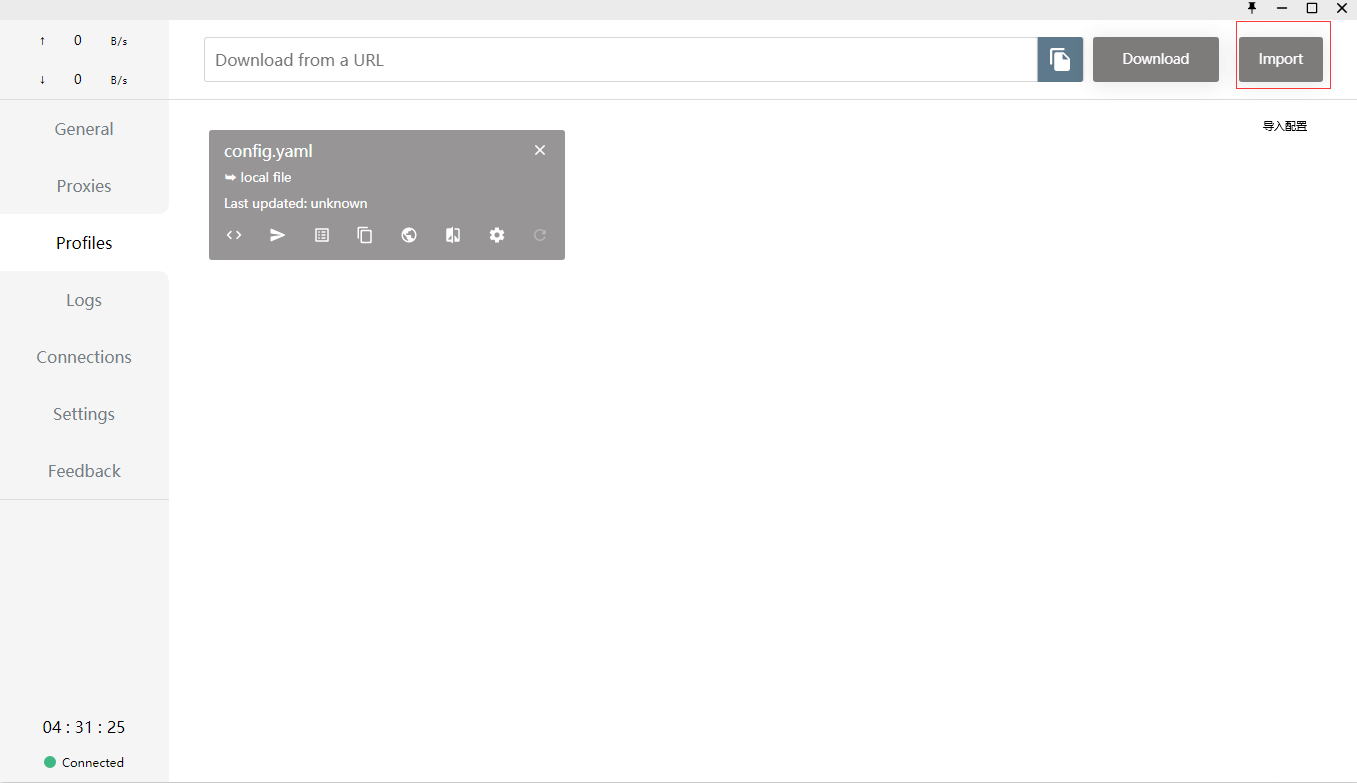 ↑ 0 B/s
↓ 0 B/s
Download from a URL
Download
Import
导入配置
General
Proxies
Profiles
Logs
Connections
Settings
Feedback
config.yaml
local file
Last updated: unknown
04 : 31 : 25
Connected